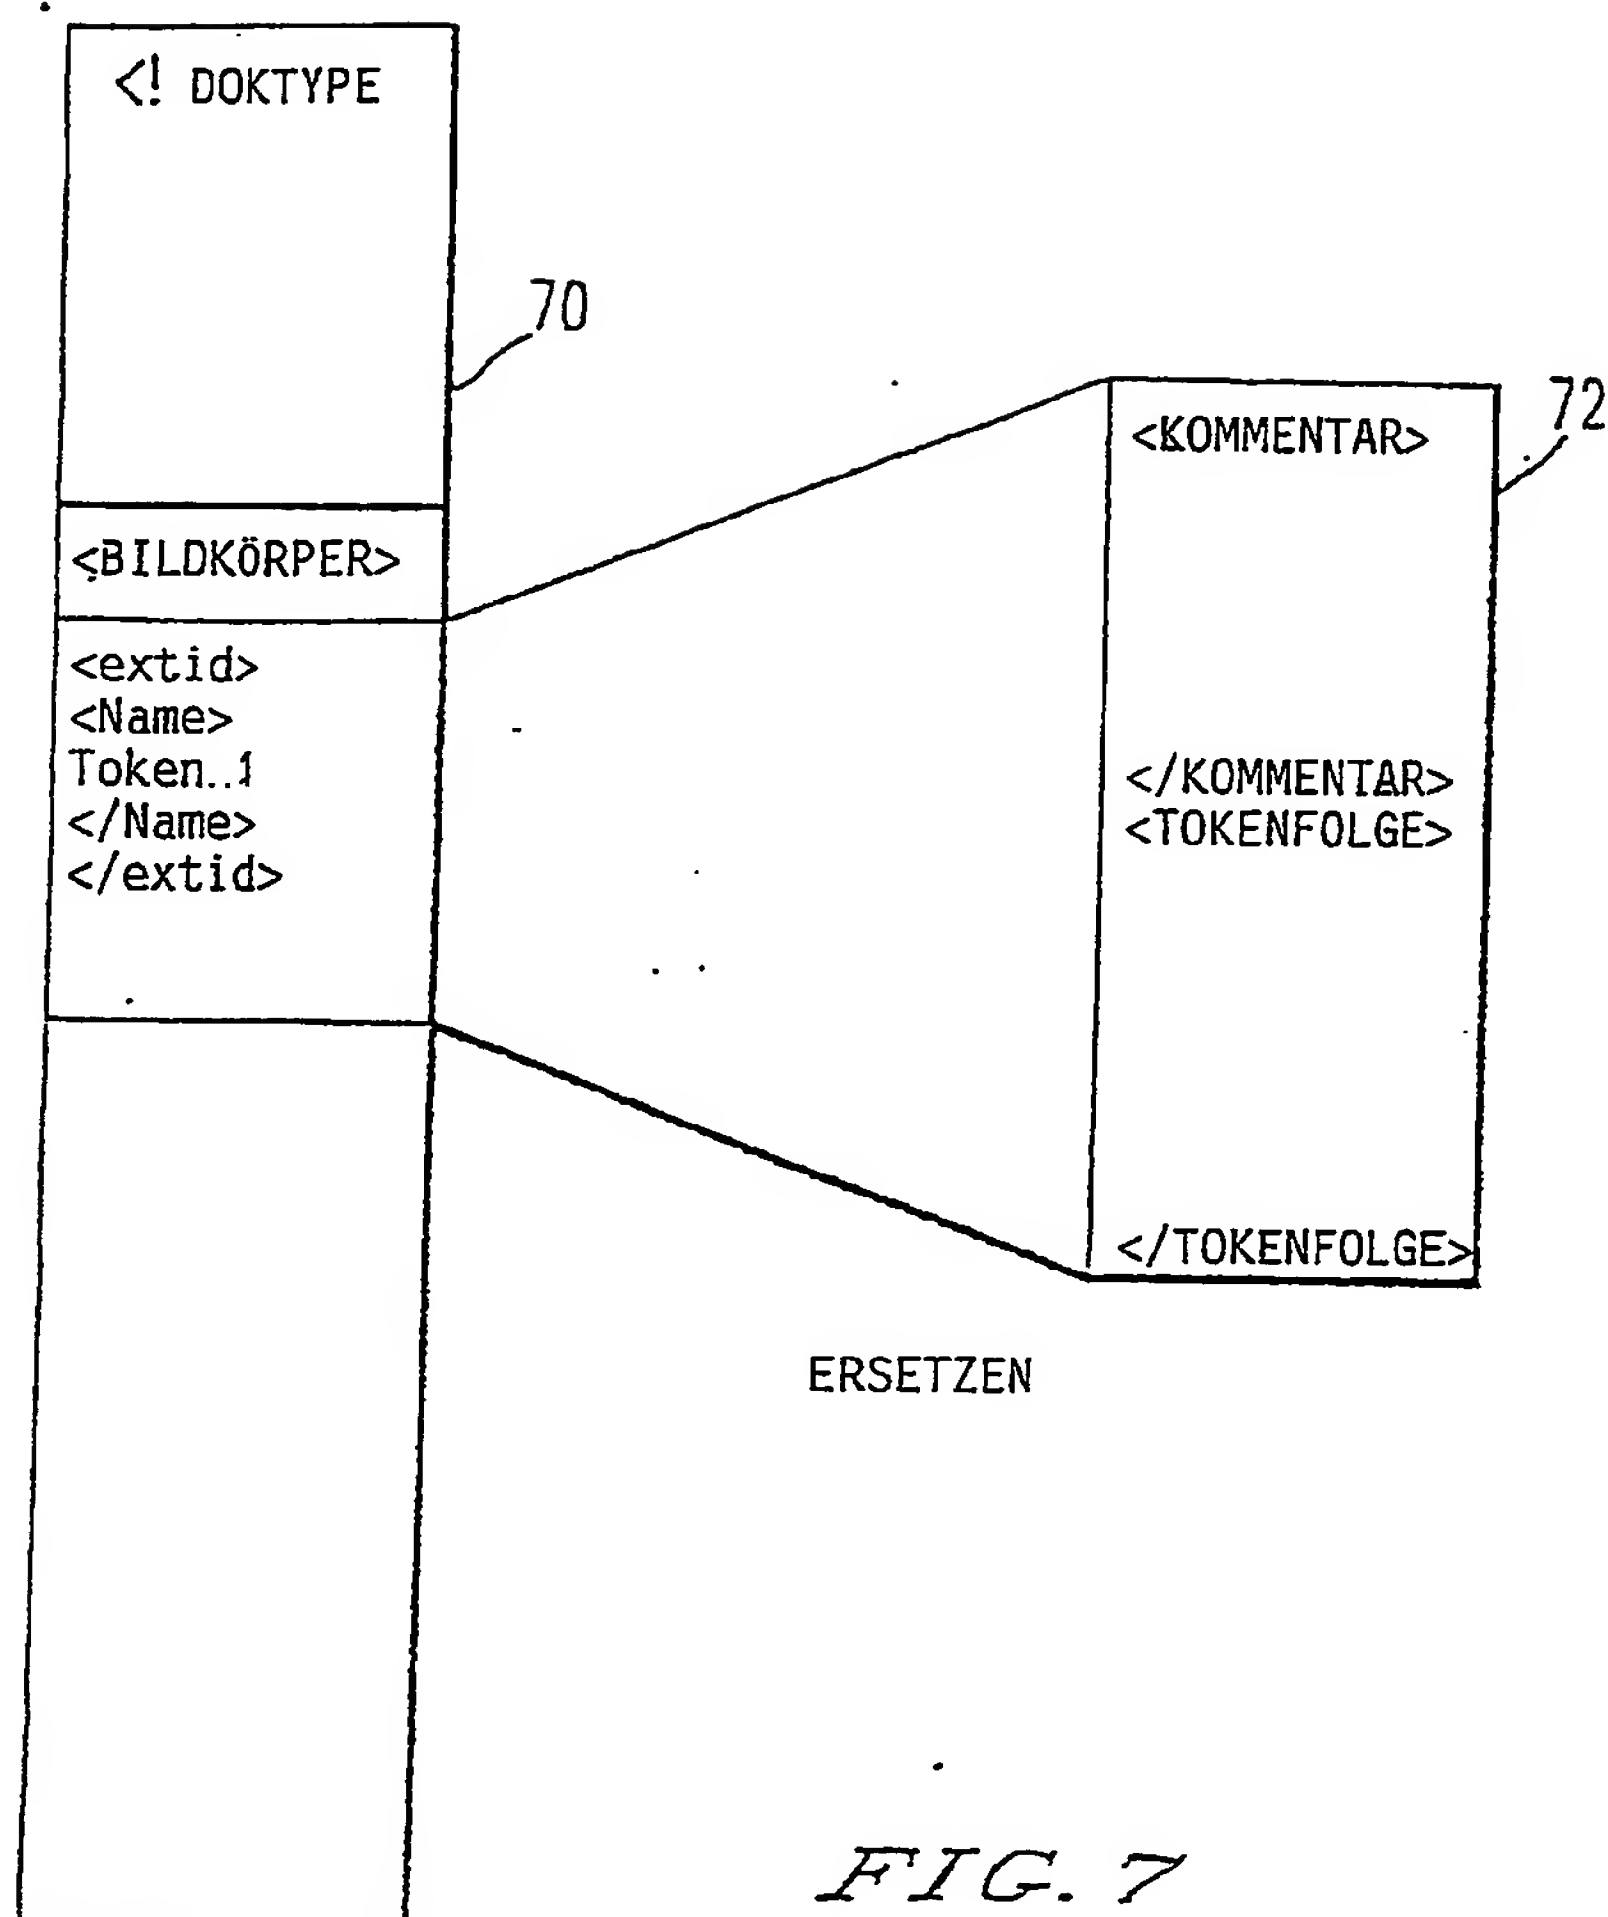 <! DOKTYPE
70
<BILDKÖRPER>
<extid>
<Name>
Token..1
</Name>
</extid>
72
<KOMMENTAR>
</KOMMENTAR>
<TOKENFOLGE>
</TOKENFOLGE>
ERSETZEN
FIG. 7